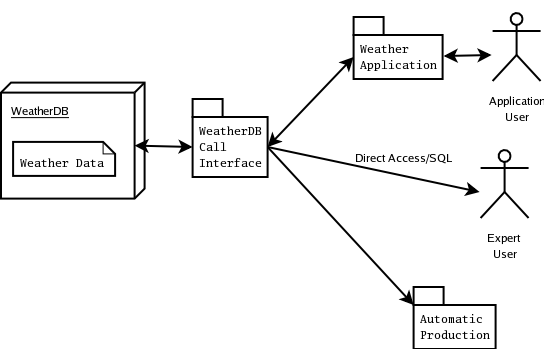 WeatherDB
Weather Data
WeatherDB
Call
Interface
Weather
Application
Application
User
Direct Access/SQL
Expert
User
Automatic
Production